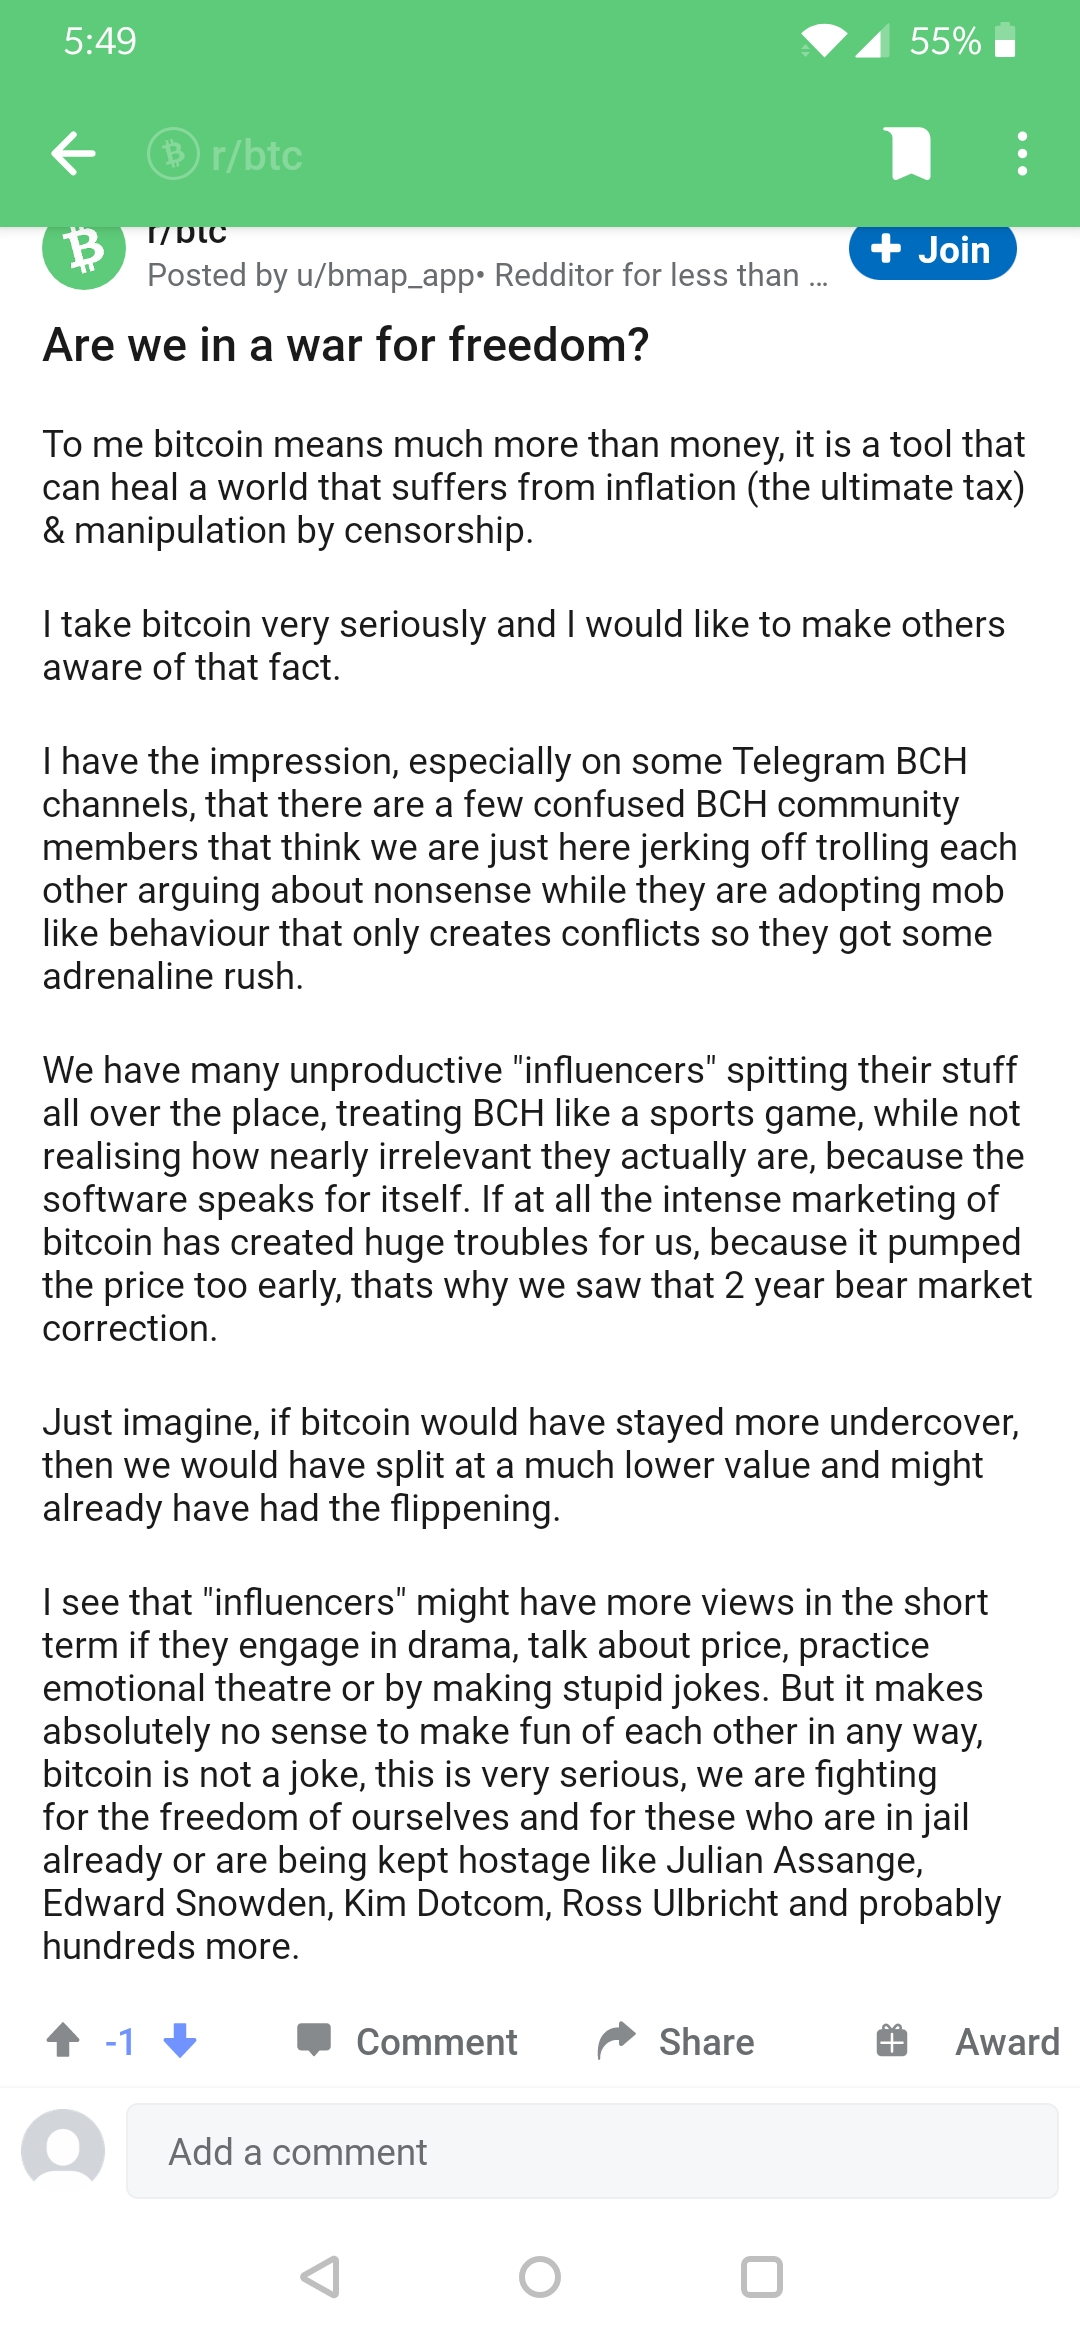 5:49
55%
r/btc
r/btc
Posted by u/bmap_app• Redditor for less than ...
Join
Are we in a war for freedom?
To me bitcoin means much more than money, it is a tool that
can heal a world that suffers from inflation (the ultimate tax)
& manipulation by censorship.
I take bitcoin very seriously and I would like to make others
aware of that fact.
I have the impression, especially on some Telegram BCH
channels, that there are a few confused BCH community
members that think we are just here jerking off trolling each
other arguing about nonsense while they are adopting mob
like behaviour that only creates conflicts so they got some
adrenaline rush.
We have many unproductive "influencers" spitting their stuff
all over the place, treating BCH like a sports game, while not
realising how nearly irrelevant they actually are, because the
software speaks for itself. If at all the intense marketing of
bitcoin has created huge troubles for us, because it pumped
the price too early, thats why we saw that 2 year bear market
correction.
Just imagine, if bitcoin would have stayed more undercover,
then we would have split at a much lower value and might
already have had the flippening.
I see that "influencers" might have more views in the short
term if they engage in drama, talk about price, practice
emotional theatre or by making stupid jokes. But it makes
absolutely no sense to make fun of each other in any way,
bitcoin is not a joke, this is very serious, we are fighting
for the freedom of ourselves and for these who are in jail
already or are being kept hostage like Julian Assange,
Edward Snowden, Kim Dotcom, Ross Ulbricht and probably
hundreds more.
-1
Comment
Share
Award
Add a comment